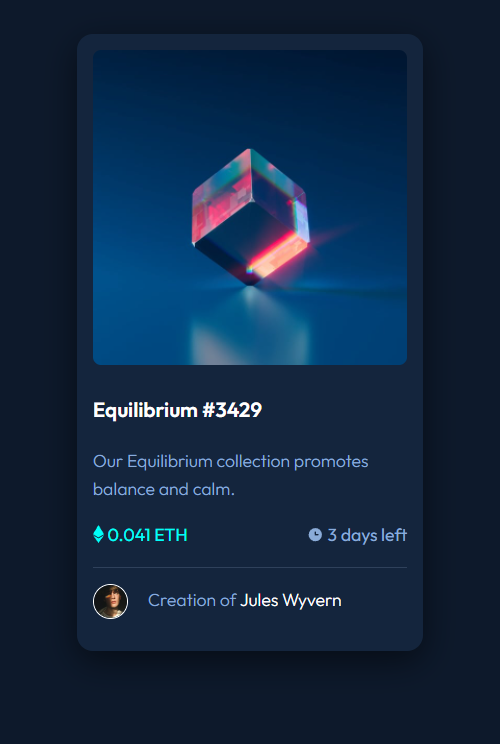 Equilibrium #3429
Our Equilibrium collection promotes
balance and calm.
0.041 ETH
3 days left
Creation of Jules Wyvern